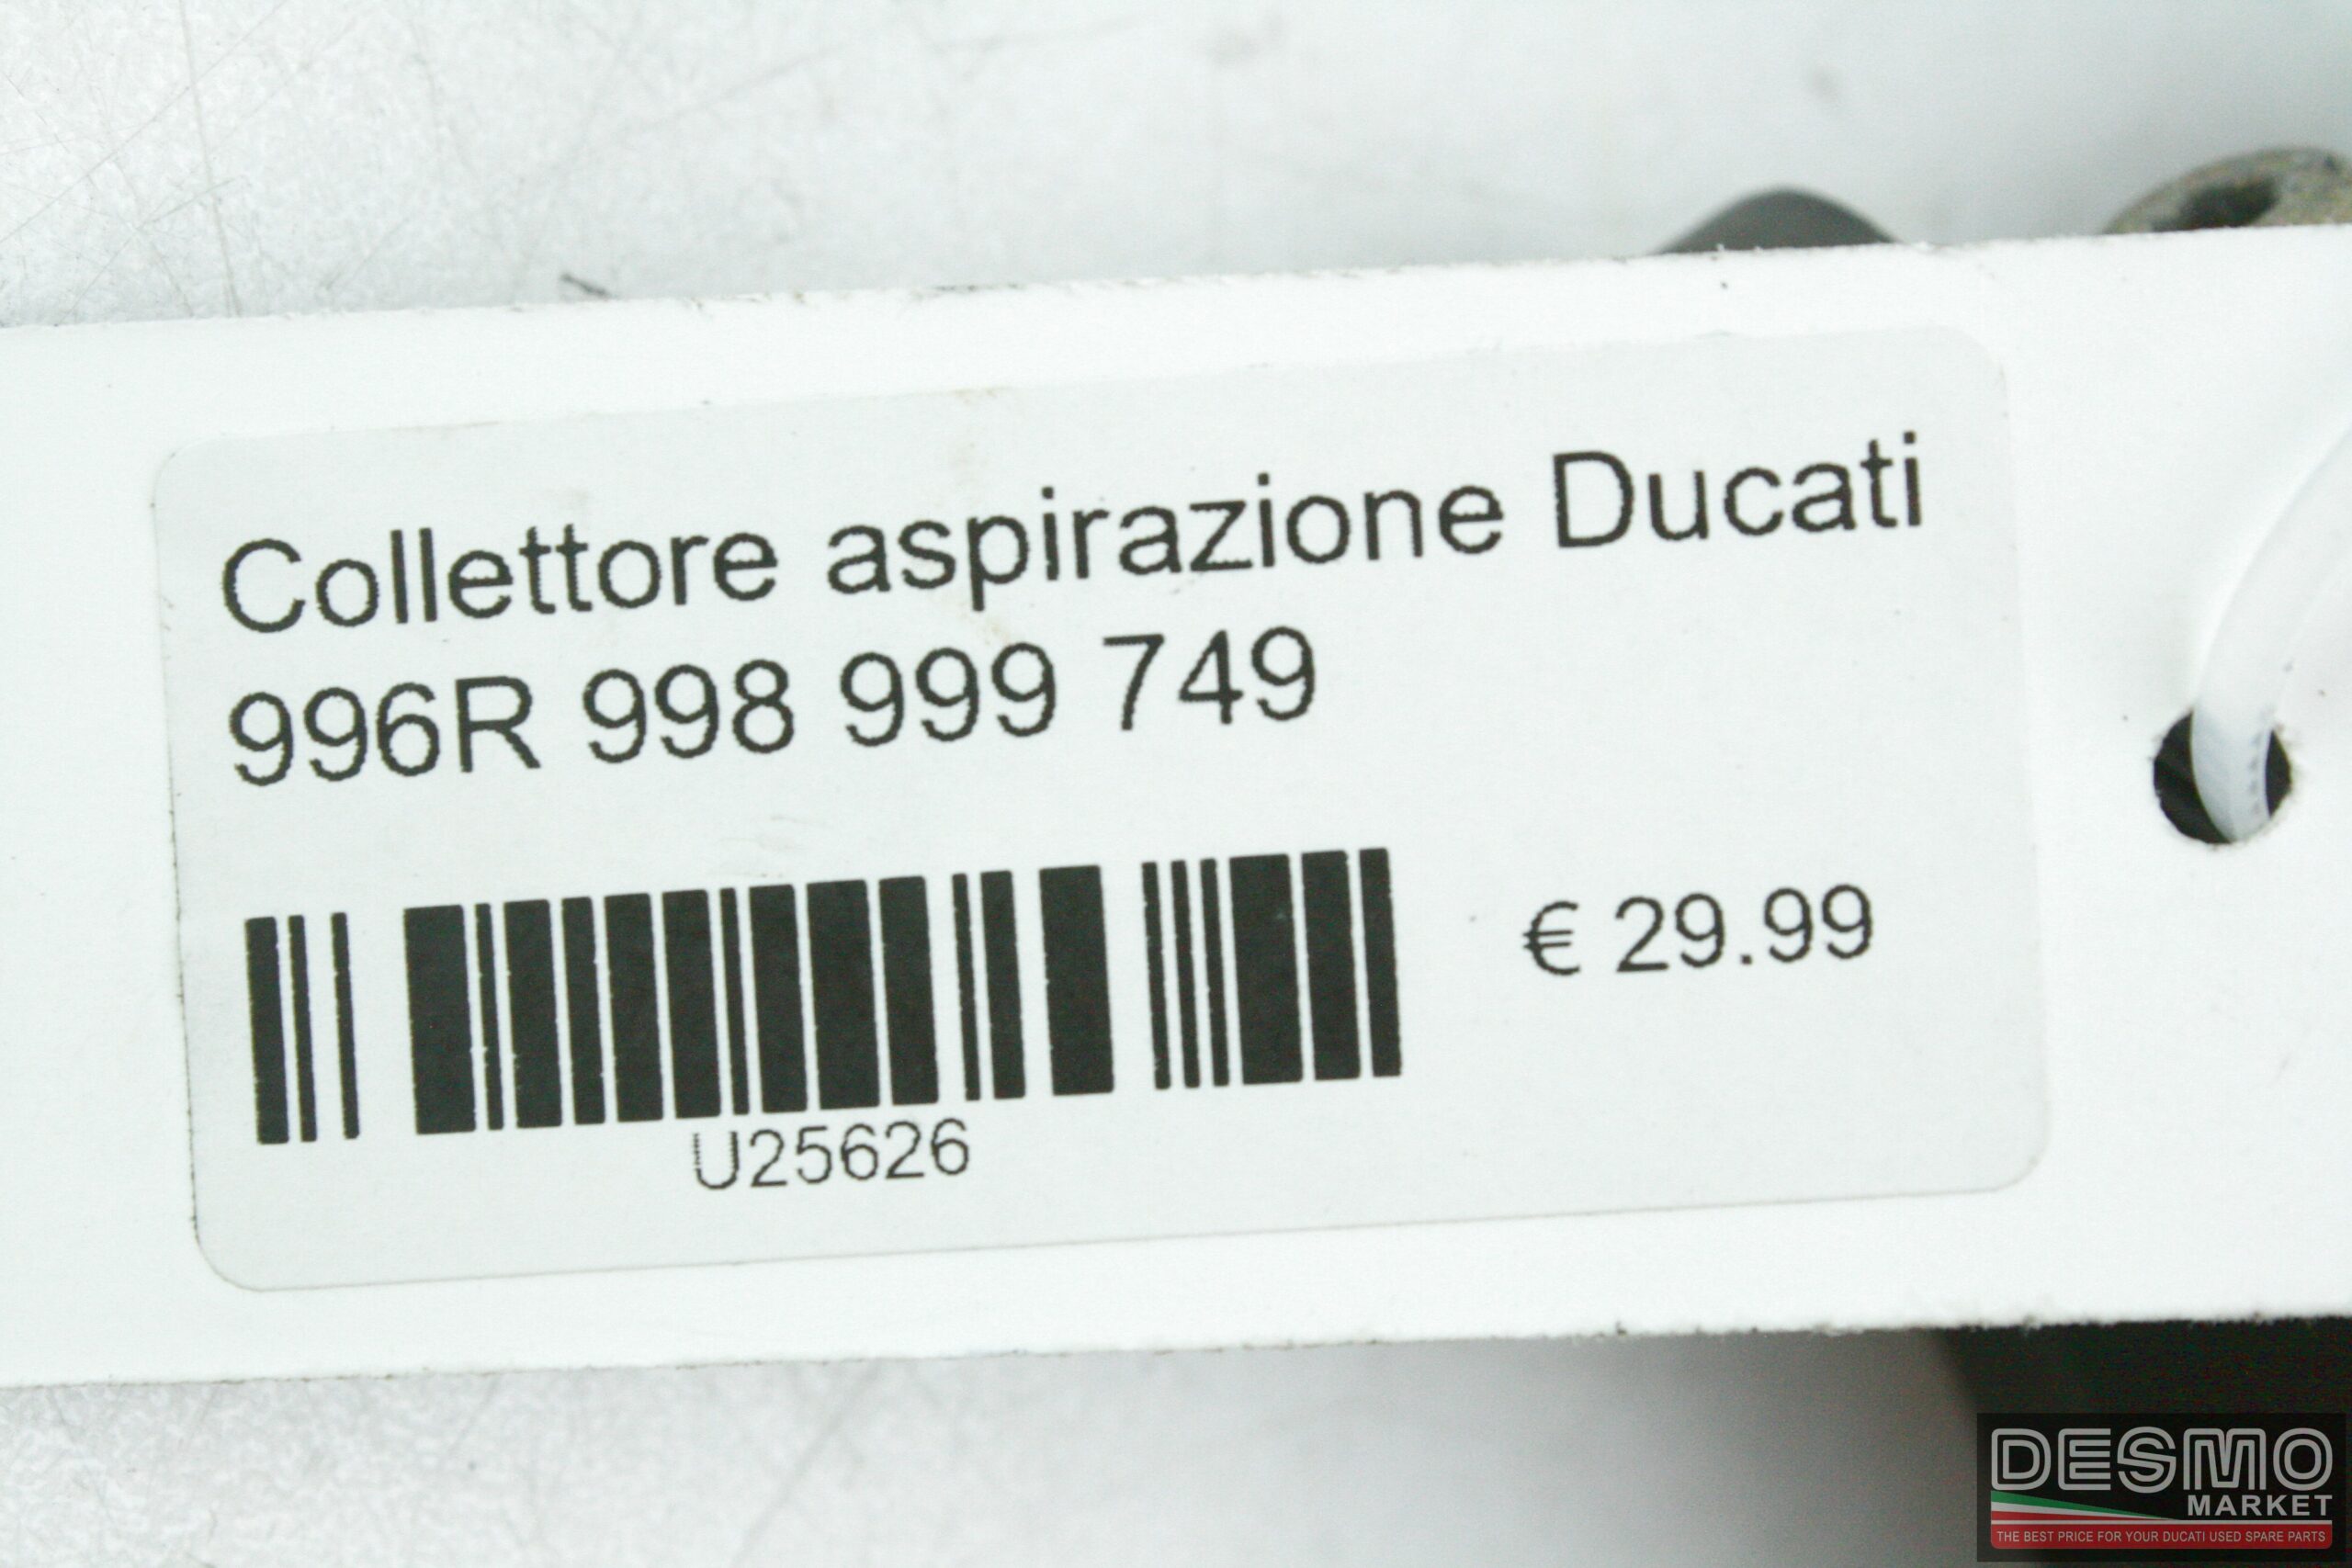 Collettore aspirazione Ducati
996R 998 999 749
€ 29.99
U25626
DESMO
MARKET
THE BEST PRICE FOR YOUR DUCATI USED SPARE PARTS